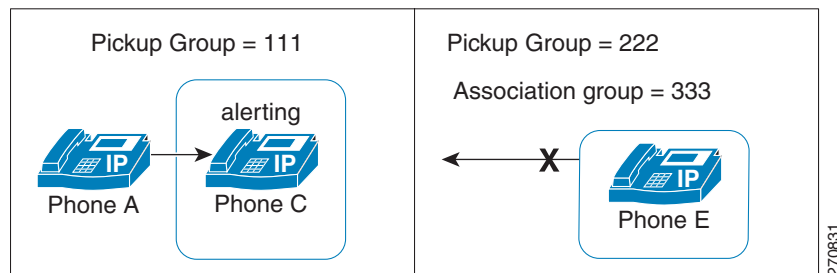 Pickup Group = 111
alerting
IP
IP
Phone A
Phone C
Pickup Group = 222
Association group = 333
X
IP
Phone E
270831